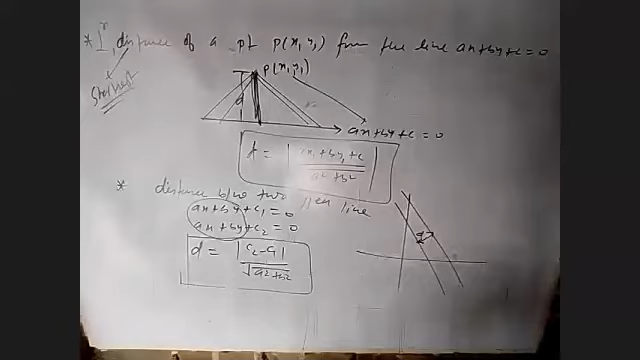 * ⊥r distance of a pt P(x1, y1) from the line ax+by+c=0
Shortest
P(x1, y1)
d
ax+by+c=0
d = | ax1+by1+c / a²+b² |
* distance b/w two ||el line
ax+by+c1=0
ax+by+c2=0
d
d = |c2-c1| / √a²+b²